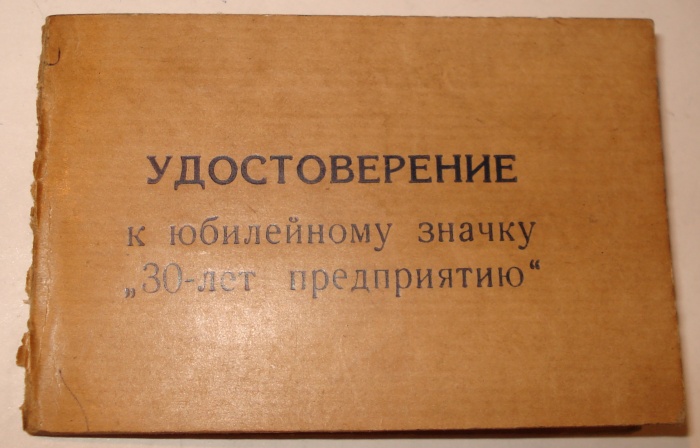 УДОСТОВЕРЕНИЕ
к юбилейному значку
„30-лет предприятию“